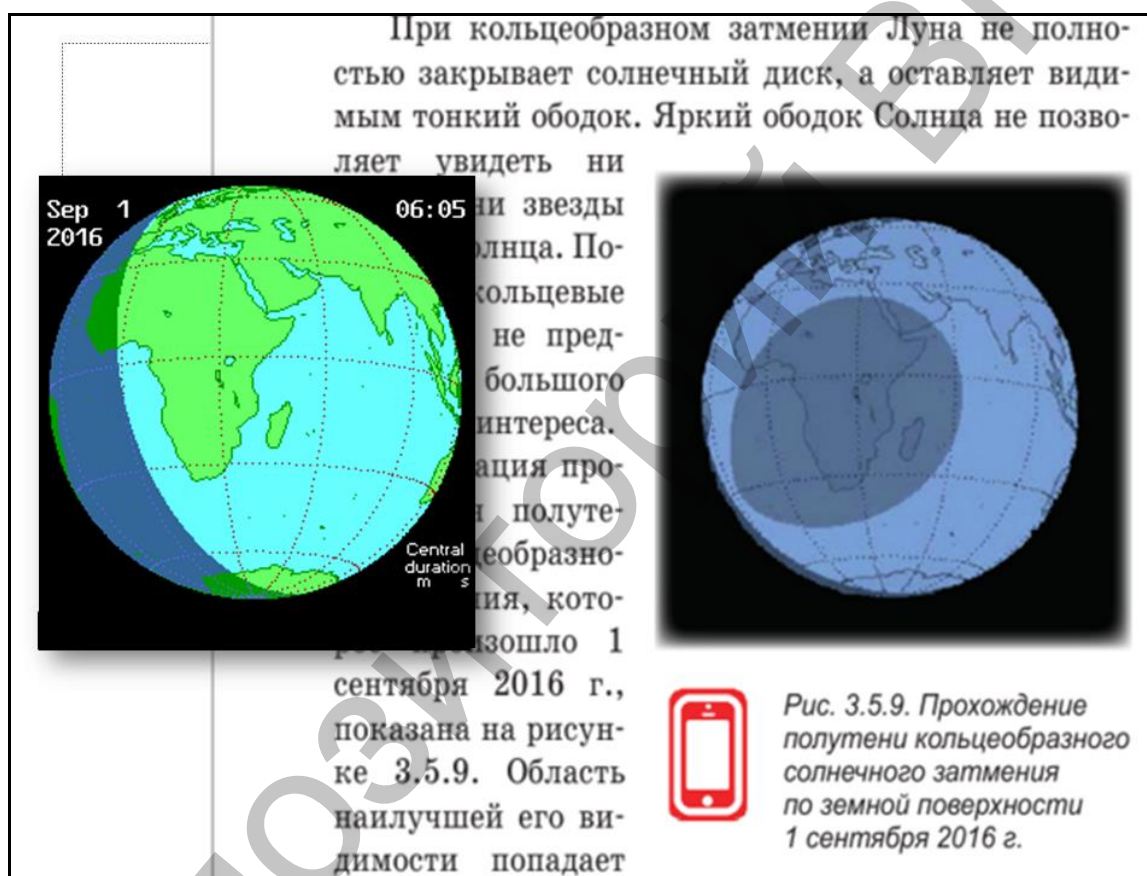 При кольцеобразном затмении Луна не полно-
стью закрывает солнечный диск, а оставляет види-
мым тонкий ободок. Яркий ободок Солнца не позво-
ляет увидеть ни
ни звезды
олнца. По-
кольцевые
не пред-
большого
интереса.
ация про-
полуте-
цеобразно-
ия, кото-
изошло 1
сентября 2016 г.,
показана на рисун-
ке 3.5.9. Область
наилучшей его ви-
димости попадает
Sep 1
2016
06:05
Central
duration
m s
Рис. 3.5.9. Прохождение
полутени кольцеобразного
солнечного затмения
по земной поверхности
1 сентября 2016 г.